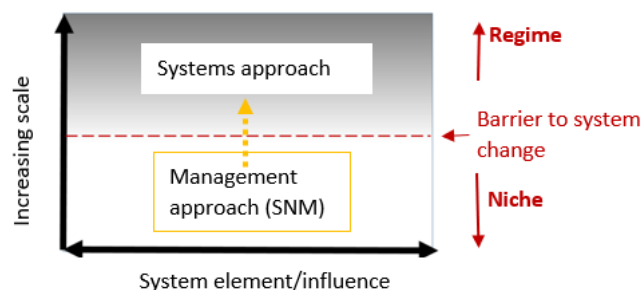 Increasing scale
Systems approach
Management
approach (SNM)
System element/influence
Regime
Barrier to system
change
Niche